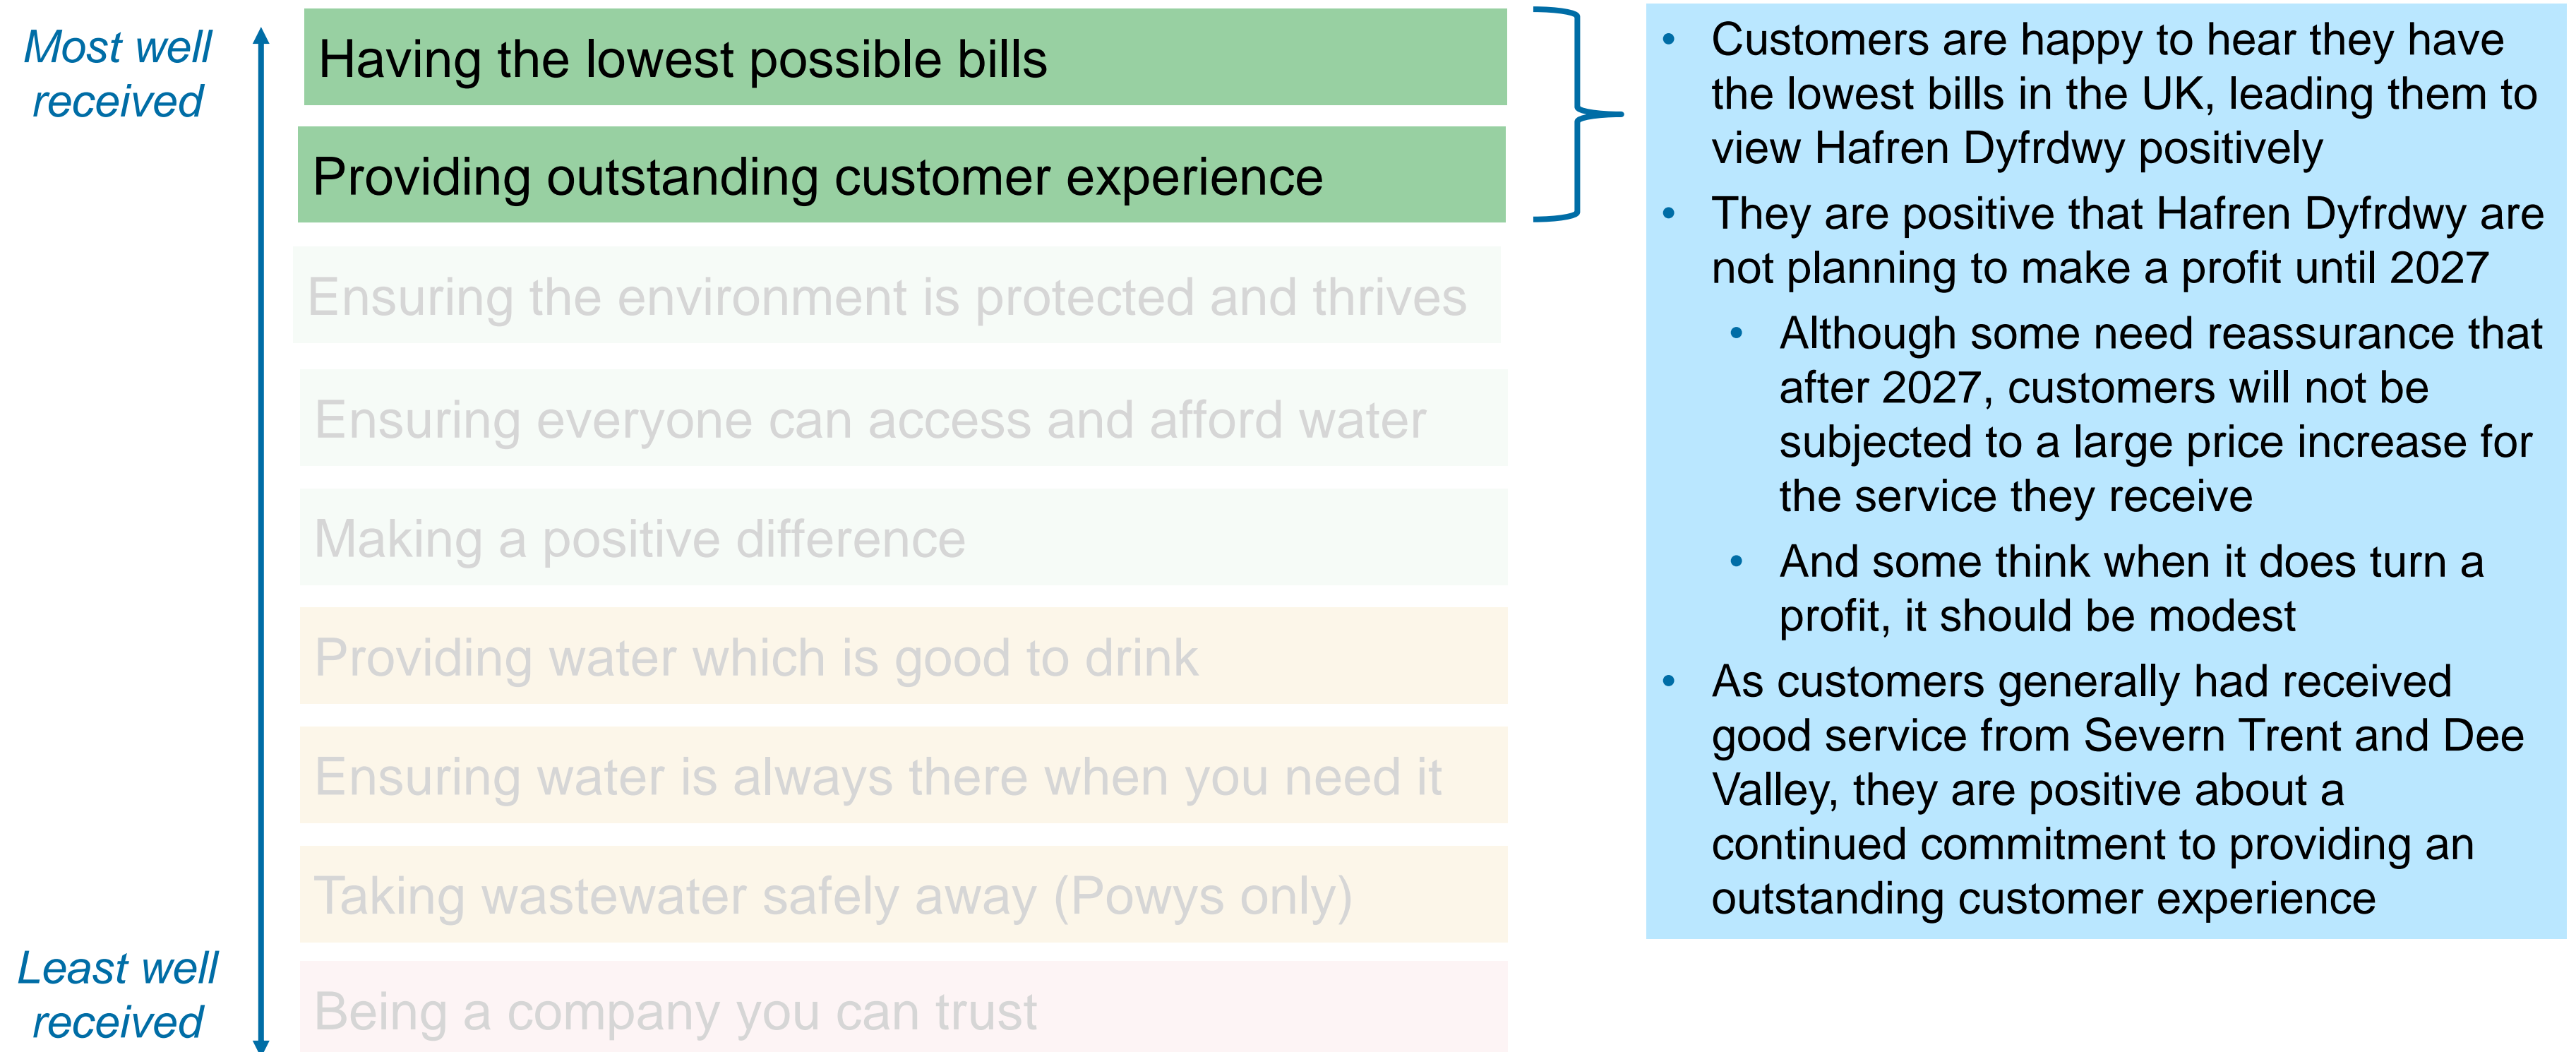 Most well
received
Having the lowest possible bills
Providing outstanding customer experience
Ensuring the environment is protected and thrives
Ensuring everyone can access and afford water
Making a positive difference
Providing water which is good to drink
Ensuring water is always there when you need it
Taking wastewater safely away (Powys only)
Being a company you can trust
Least well
received
• Customers are happy to hear they have
the lowest bills in the UK, leading them to
view Hafren Dyfrdwy positively
• They are positive that Hafren Dyfrdwy are
not planning to make a profit until 2027
• Although some need reassurance that
after 2027, customers will not be
subjected to a large price increase for
the service they receive
• And some think when it does turn a
profit, it should be modest
• As customers generally had received
good service from Severn Trent and Dee
Valley, they are positive about a
continued commitment to providing an
outstanding customer experience